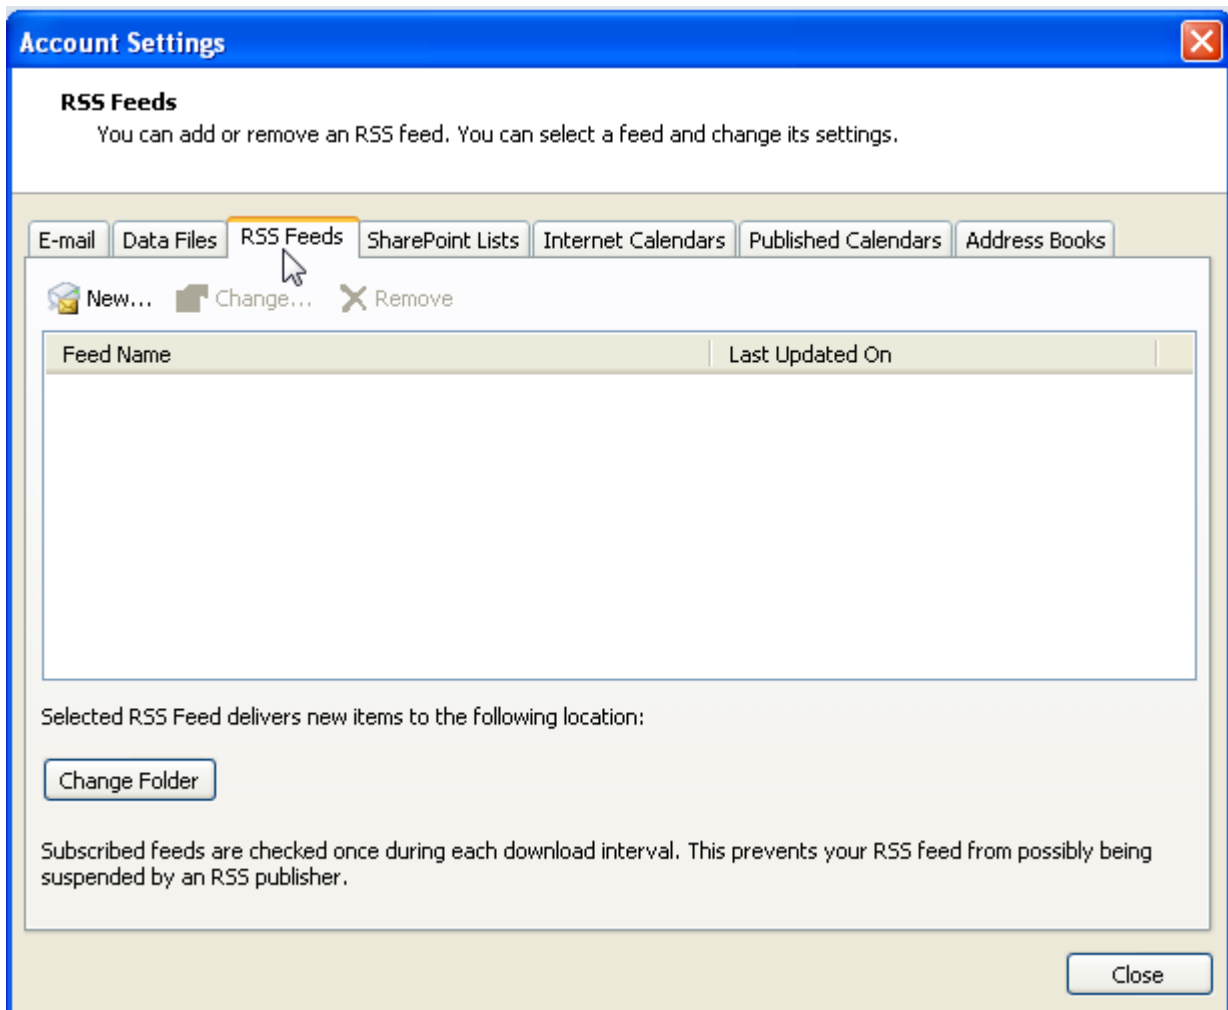 Account Settings
RSS Feeds
You can add or remove an RSS feed. You can select a feed and change its settings.
E-mail Data Files RSS Feeds SharePoint Lists Internet Calendars Published Calendars Address Books
New... Change... Remove
Feed Name Last Updated On
Selected RSS Feed delivers new items to the following location:
Change Folder
Subscribed feeds are checked once during each download interval. This prevents your RSS feed from possibly being
suspended by an RSS publisher.
Close